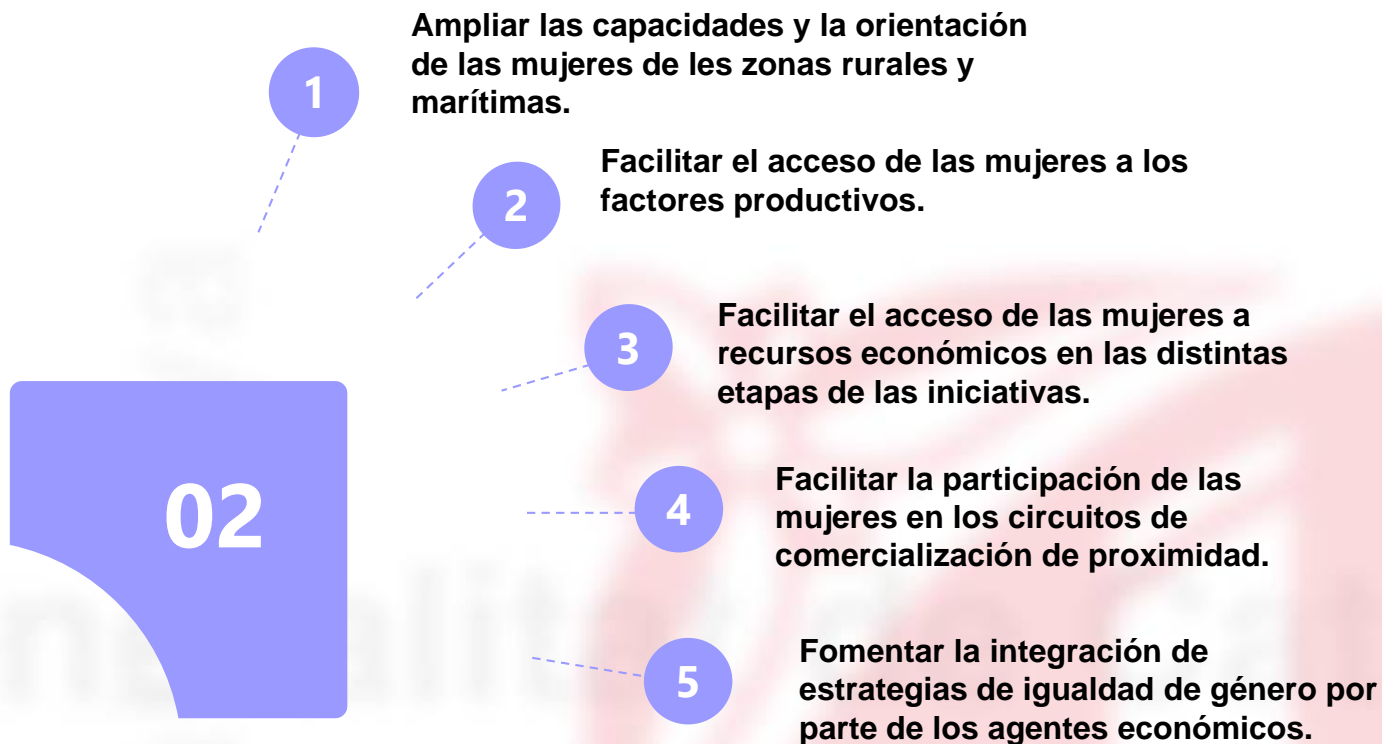 Ampliar las capacidades y la orientación
de las mujeres de les zonas rurales y
marítimas.
1
Facilitar el acceso de las mujeres a los
factores productivos.
2
Facilitar el acceso de las mujeres a
recursos económicos en las distintas
etapas de las iniciativas.
3
02
Facilitar la participación de las
mujeres en los circuitos de
comercialización de proximidad.
4
Fomentar la integración de
estrategias de igualdad de género por
parte de los agentes económicos.
5